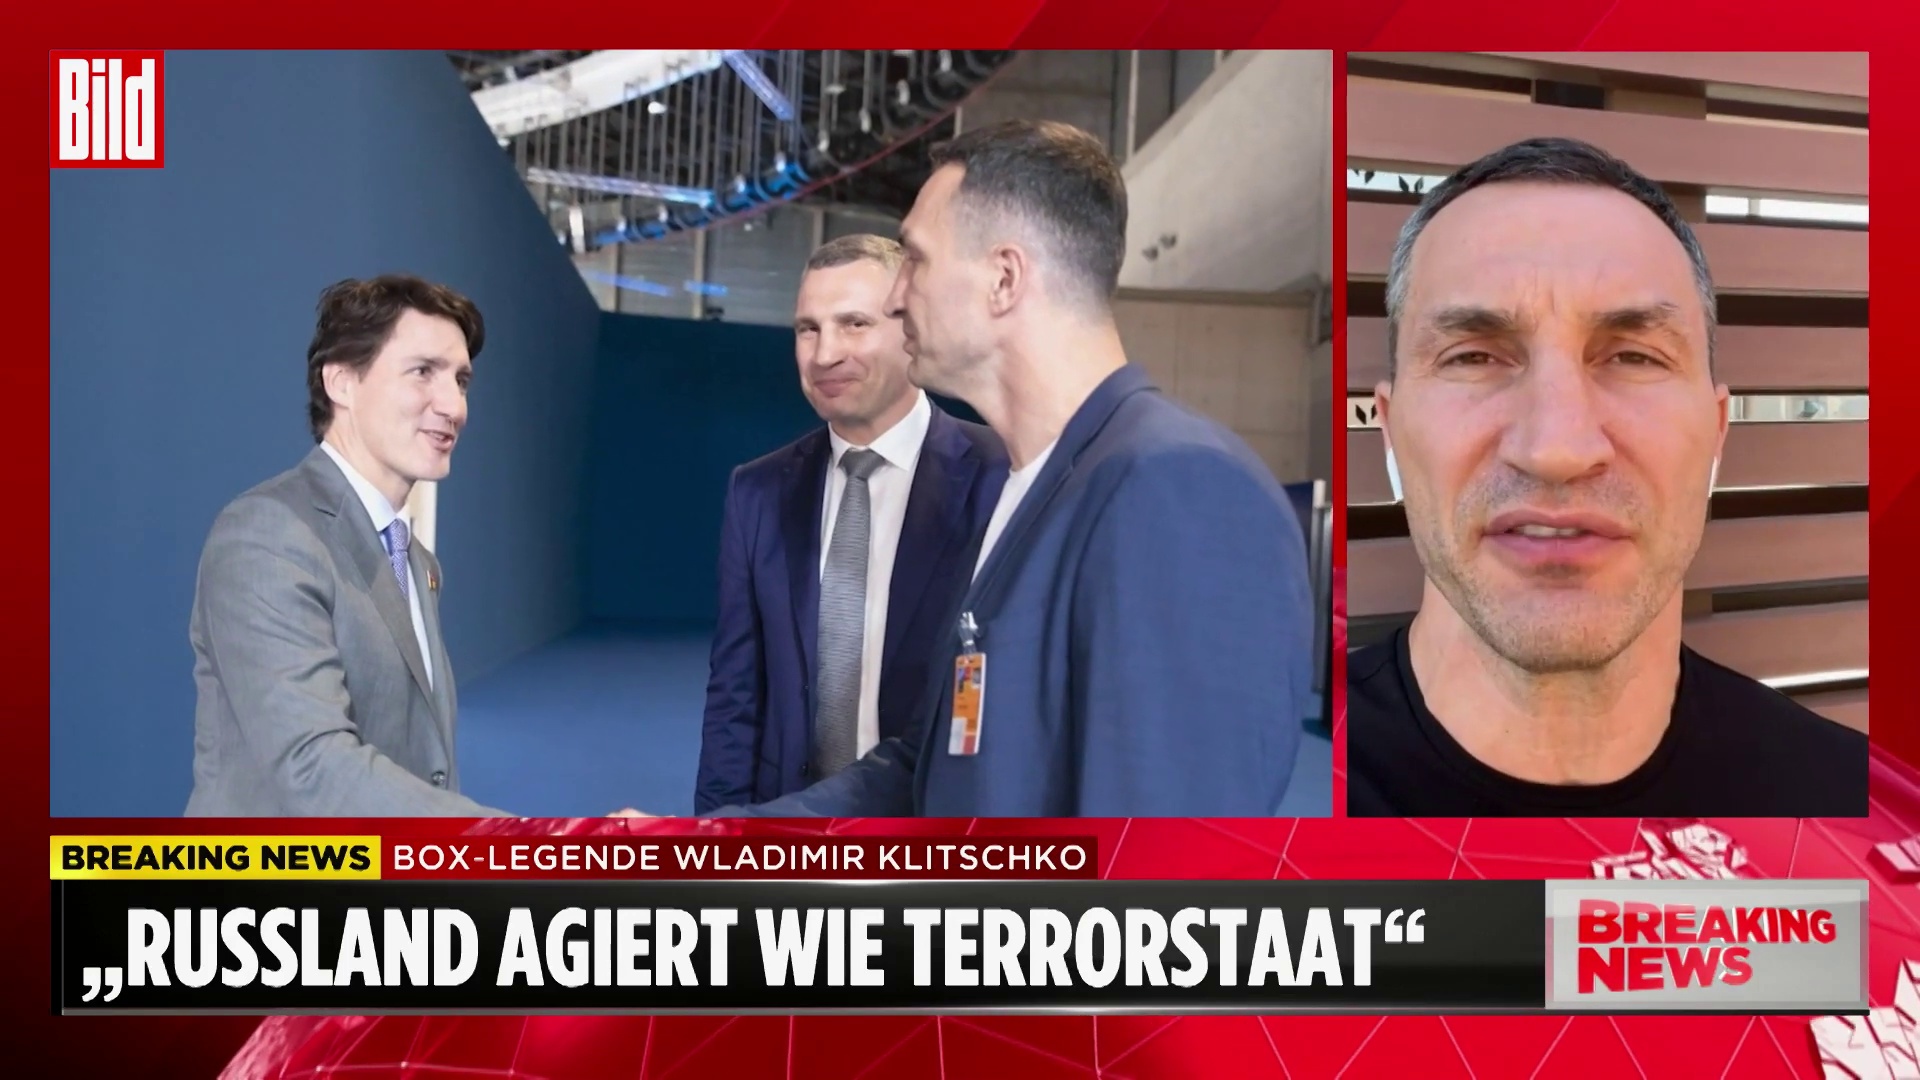 Bild
BREAKING NEWS BOX-LEGENDE WLADIMIR KLITSCHKO
„RUSSLAND AGIERT WIE TERRORSTAAT“
BREAKING
NEWS